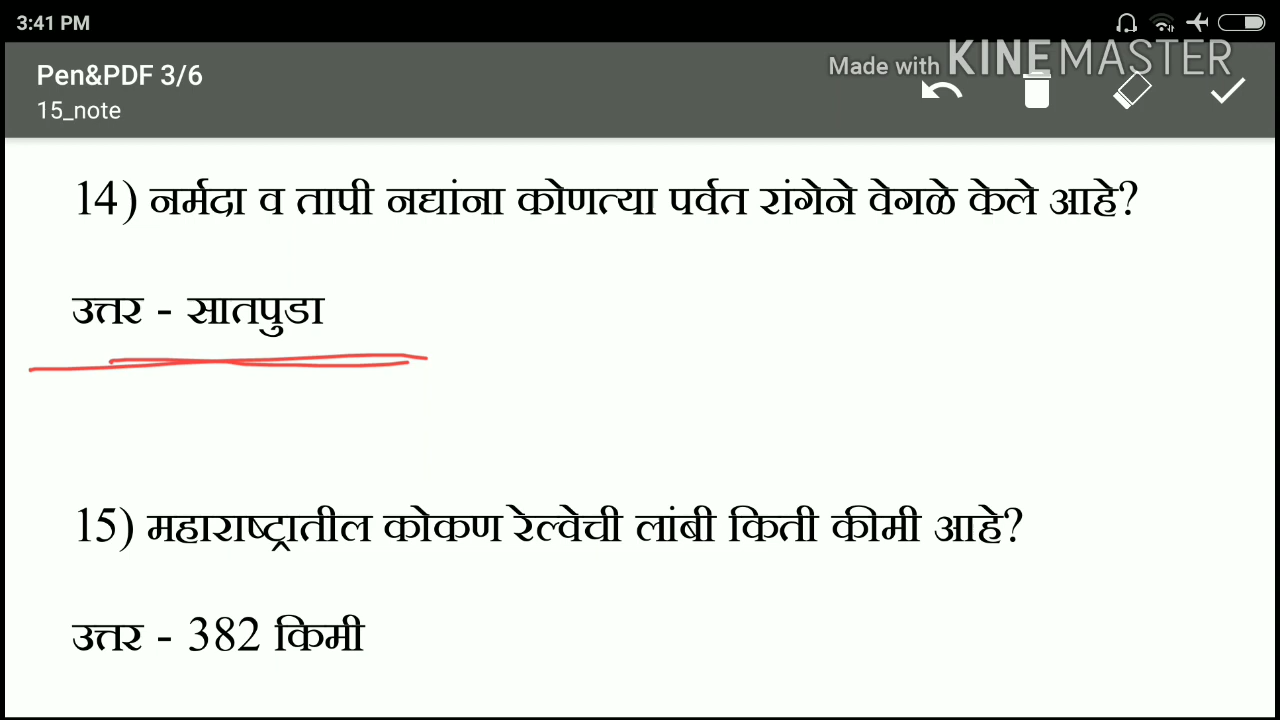 3:41 PM
Pen&PDF 3/6
Made with KINEMASTER
15_note
14) नर्मदा व तापी नद्यांना कोणत्या पर्वत रांगेने वेगळे केले आहे?
उत्तर - सातपुडा
15) महाराष्ट्रातील कोकण रेल्वेची लांबी किती कीमी आहे?
उत्तर - 382 किमी